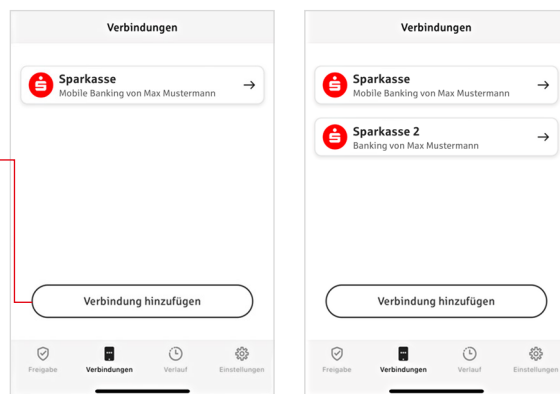 Verbindungen
Sparkasse
Mobile Banking von Max Mustermann
Verbindung hinzufügen
Freigabe
Verbindungen
Verlauf
Einstellungen
Verbindungen
Sparkasse
Mobile Banking von Max Mustermann
Sparkasse 2
Banking von Max Mustermann
Verbindung hinzufügen
Freigabe
Verbindungen
Verlauf
Einstellungen